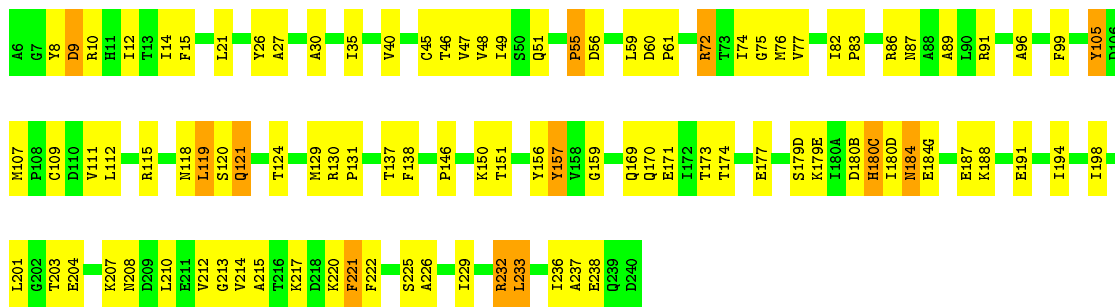 A6 G7 Y8 D9 R10 H11 I12 T13 I14 F15 L21 Y26 A27 A30 I35 V40 C45 T46 V47 V48 I49 S50 Q51 P55 D56 L59 D60 P61 R72 T73 I74 G75 M76 V77 I82 P83 R86 N87 A88 A89 L90 R91 A96 F99 Y105 D106
M107 P108 C109 D110 V111 L112 R115 N118 L119 S120 Q121 T124 M129 R130 P131 T137 F138 P146 K150 T151 Y156 Y157 V158 G159 Q169 Q170 E171 I172 T173 T174 E177 S179D K179E I180A D180B H180C I180D N184 E184G E187 K188 E191 I194 I198
L201 G202 T203 E204 K207 N208 D209 L210 E211 V212 G213 V214 A215 T216 K217 D218 K220 F221 F222 S225 A226 I229 R232 L233 I236 A237 E238 Q239 D240